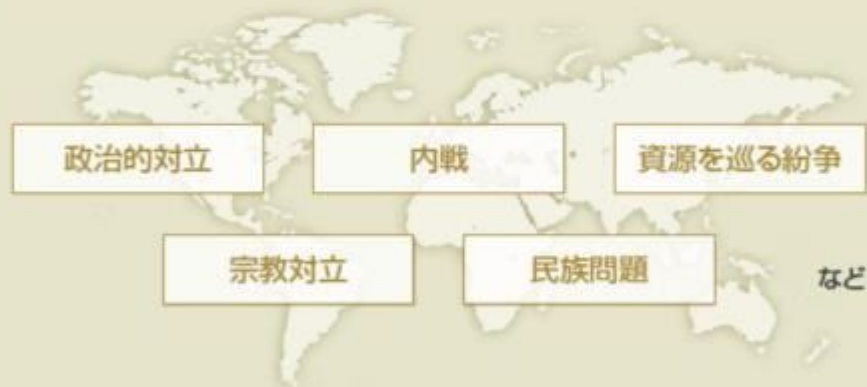 政治的対立
内戦
資源を巡る紛争
宗教対立
民族問題
など